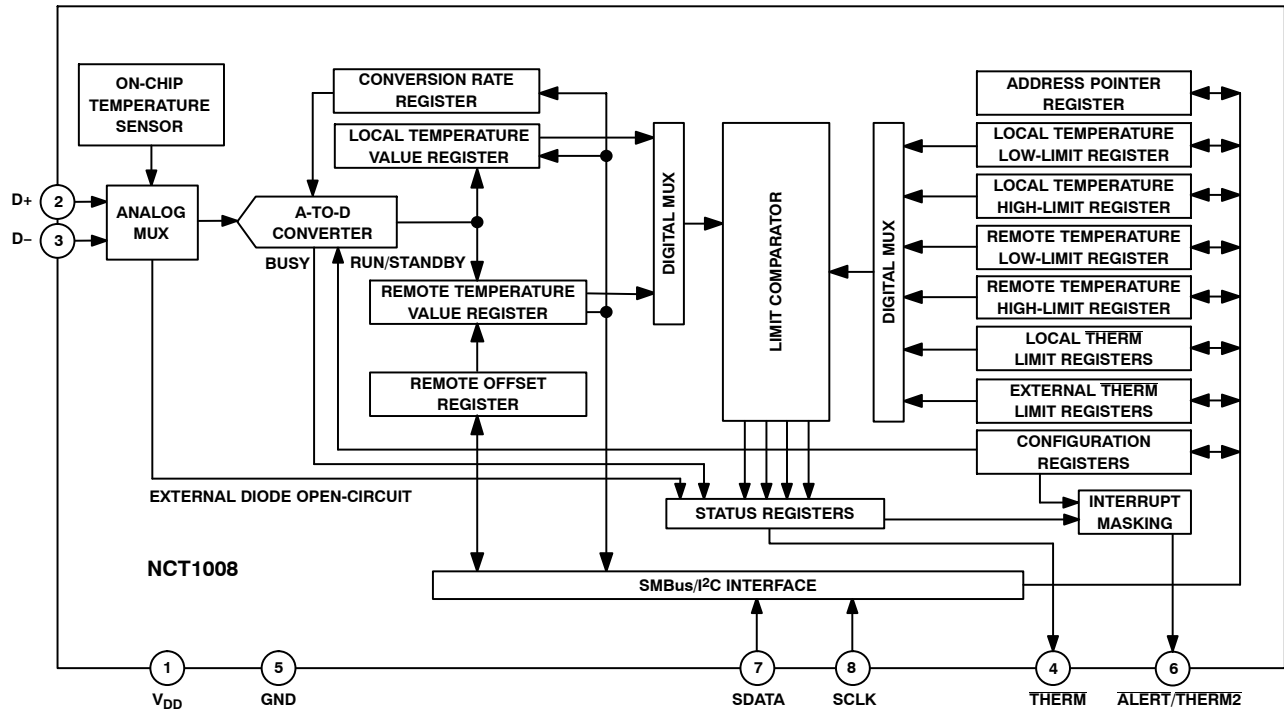 ON-CHIP
TEMPERATURE
SENSOR
CONVERSION RATE
REGISTER
LOCAL TEMPERATURE
VALUE REGISTER
D+
2
D−
3
ANALOG
MUX
A-TO-D
CONVERTER
BUSY
RUN/STANDBY
REMOTE TEMPERATURE
VALUE REGISTER
REMOTE OFFSET
REGISTER
DIGITAL MUX
LIMIT COMPARATOR
DIGITAL MUX
ADDRESS POINTER
REGISTER
LOCAL TEMPERATURE
LOW-LIMIT REGISTER
LOCAL TEMPERATURE
HIGH-LIMIT REGISTER
REMOTE TEMPERATURE
LOW-LIMIT REGISTER
REMOTE TEMPERATURE
HIGH-LIMIT REGISTER
LOCAL THERM
LIMIT REGISTERS
EXTERNAL THERM
LIMIT REGISTERS
CONFIGURATION
REGISTERS
EXTERNAL DIODE OPEN-CIRCUIT
STATUS REGISTERS
INTERRUPT
MASKING
NCT1008
SMBus/I²C INTERFACE
1
VDD
5
GND
7
SDATA
8
SCLK
4
THERM
6
ALERT/THERM2